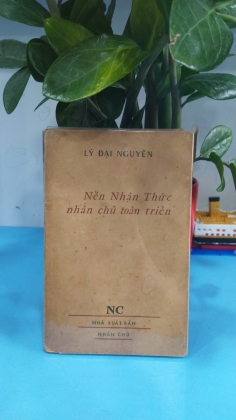 LÝ ĐẠI NGUYÊN
Nền Nhân Thức
nhân chủ toàn triển
NC
NHÀ XUẤT BẢN
NHÂN CHỦ